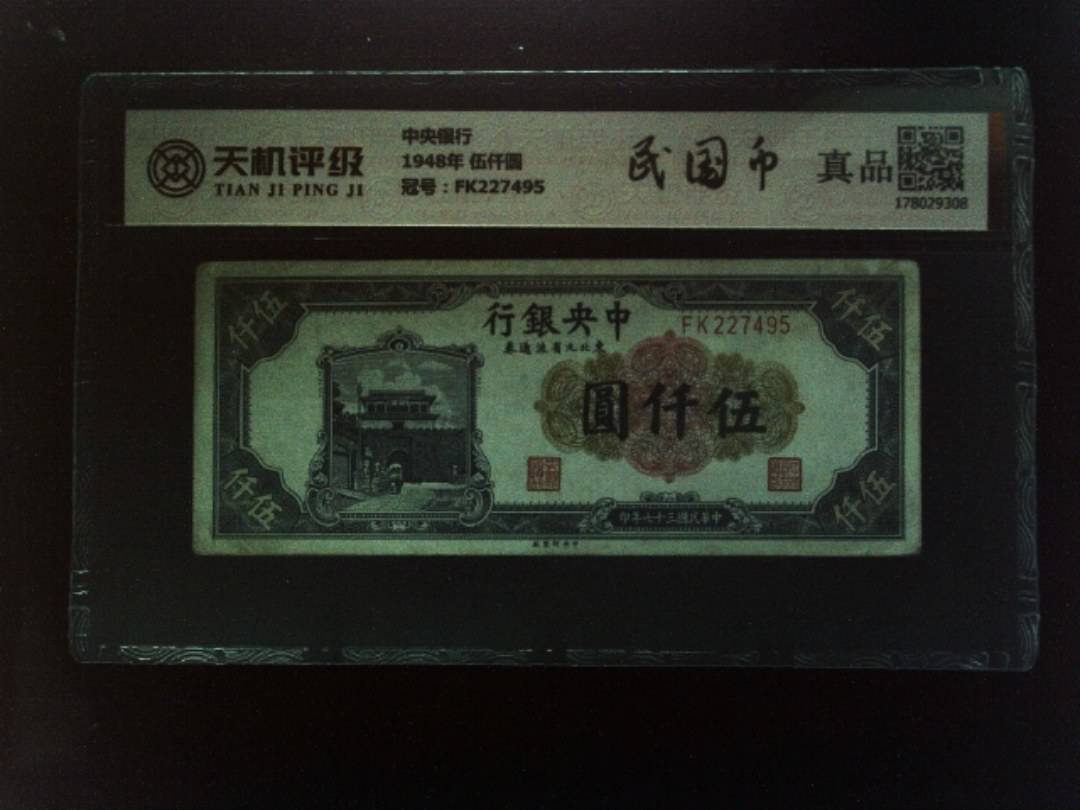 天机评级
TIAN JI PING JI
中央银行
1948年 伍仟圆
冠号：FK227495
民国币
真品
178029308
伍仟
仟伍
行銀央中
FK227495
券通流省九北東
圓仟伍
仟伍
仟伍
印年七十三國民華中